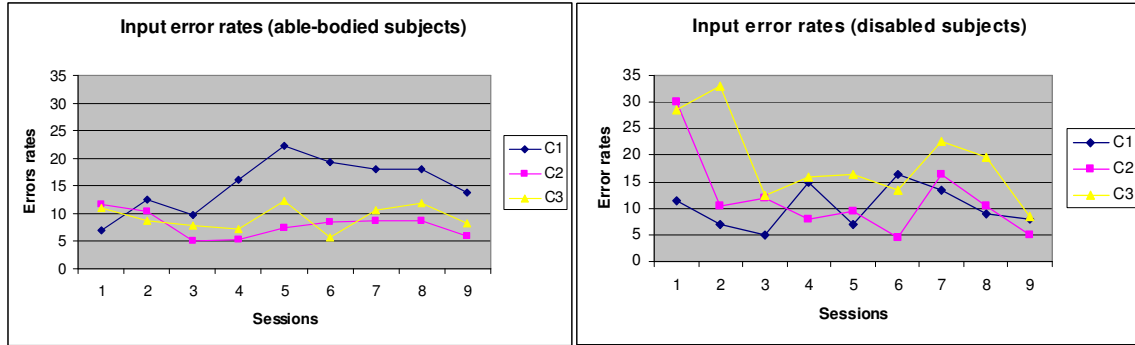 Input error rates (able-bodied subjects)
Errors rates
35
30
25
20
15
10
5
0
1 2 3 4 5 6 7 8 9
Sessions
C1
C2
C3
Input error rates (disabled subjects)
Error rates
35
30
25
20
15
10
5
0
1 2 3 4 5 6 7 8 9
Sessions
C1
C2
C3